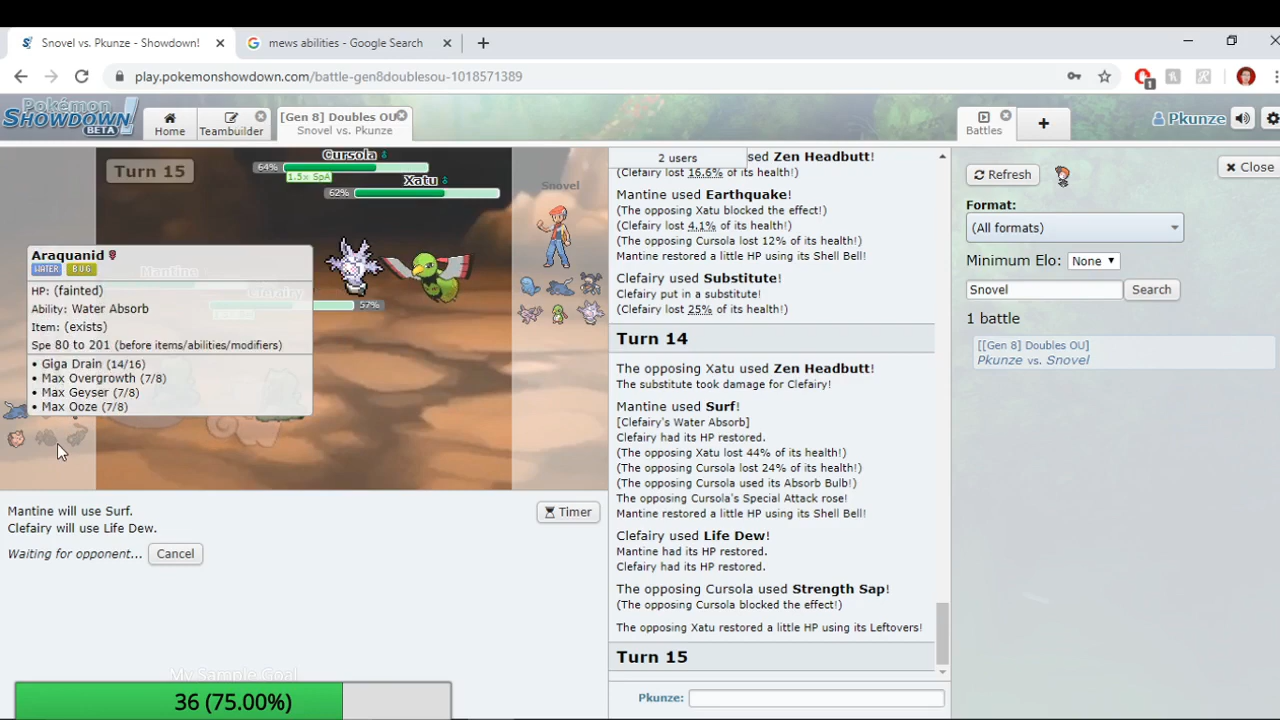 Snovel vs. Pkunze - Showdown!
mews abilities - Google Search
play.pokemonshowdown.com/battle-gen8doublesou-1018571389
1
Pokémon
SHOWDOWN!
BETA
Home
Teambuilder
[Gen 8] Doubles OU
Snovel vs. Pkunze
Battles
Pkunze
Turn 15
Cursola
64%
1.5× SpA
Xatu
62%
Snovel
Araquanid
WATER BUG
HP: (fainted)
Ability: Water Absorb
Item: (exists)
Spe 80 to 201 (before items/abilities/modifiers)
• Giga Drain (14/16)
• Max Overgrowth (7/8)
• Max Geyser (7/8)
• Max Ooze (7/8)
Mantine
Clefairy
57%
Mantine will use Surf.
Clefairy will use Life Dew.
Waiting for opponent...
Cancel
Timer
My Sample Goal
36 (75.00%)
2 users
sed Zen Headbutt!
(Clefairy lost 16.6% of its health!)
Mantine used Earthquake!
(The opposing Xatu blocked the effect!)
(Clefairy lost 4.1% of its health!)
(The opposing Cursola lost 12% of its health!)
Mantine restored a little HP using its Shell Bell!
Clefairy used Substitute!
Clefairy put in a substitute!
(Clefairy lost 25% of its health!)
Turn 14
The opposing Xatu used Zen Headbutt!
The substitute took damage for Clefairy!
Mantine used Surf!
[Clefairy's Water Absorb]
Clefairy had its HP restored.
(The opposing Xatu lost 44% of its health!)
(The opposing Cursola lost 24% of its health!)
(The opposing Cursola used its Absorb Bulb!)
The opposing Cursola's Special Attack rose!
Mantine restored a little HP using its Shell Bell!
Clefairy used Life Dew!
Mantine had its HP restored.
Clefairy had its HP restored.
The opposing Cursola used Strength Sap!
(The opposing Cursola blocked the effect!)
The opposing Xatu restored a little HP using its Leftovers!
Turn 15
Pkunze:
Refresh
Close
Format:
(All formats)
Minimum Elo:
None
Snovel
Search
1 battle
[[Gen 8] Doubles OU]
Pkunze vs. Snovel